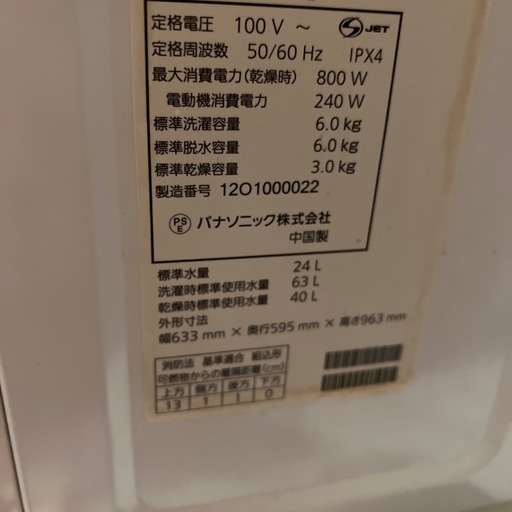 定格電圧 100 V ～ S JET
定格周波数 50/60 Hz IPX4
最大消費電力(乾燥時) 800 W
電動機消費電力 240 W
標準洗濯容量 6.0 kg
標準脱水容量 6.0 kg
標準乾燥容量 3.0 kg
製造番号 12O1000022
PSE パナソニック株式会社
中国製
標準水量 24 L
洗濯時標準使用水量 63 L
乾燥時標準使用水量 40 L
外形寸法
幅633 mm × 奥行595 mm × 高さ963 mm
消防法 基準適合 組込形
可燃物からの離隔距離(cm)
上方 側方 後方 下方
13 1 1 0